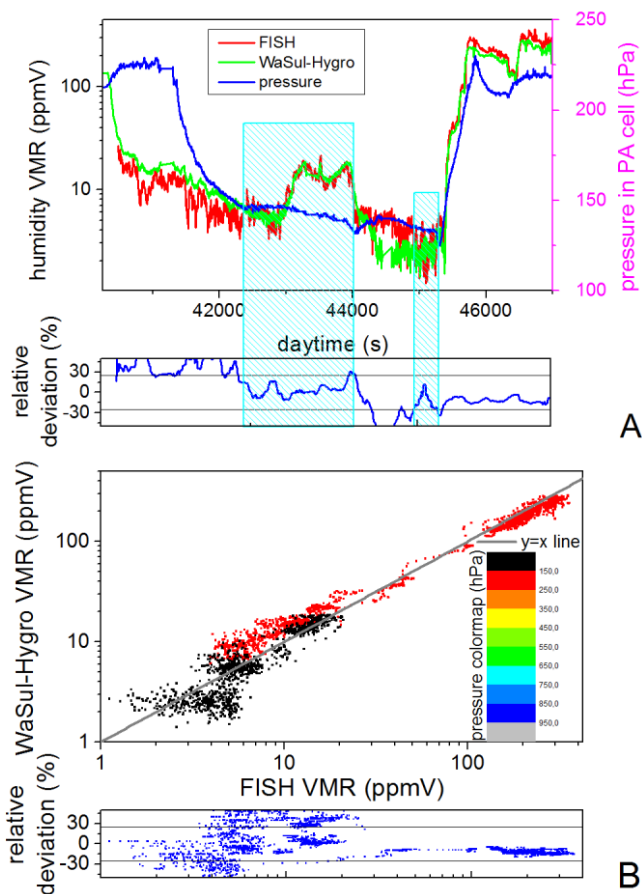 FISH
WaSul-Hygro
pressure
humidity VMR (ppmV)
100
10
pressure in PA cell (hPa)
250
225
200
175
150
125
100
42000 44000 46000
daytime (s)
relative
deviation (%)
30
0
-30
A
WaSul-Hygro VMR (ppmV)
100
10
1
y=x line
pressure colormap (hPa)
150.0
250.0
350.0
450.0
550.0
650.0
750.0
850.0
950.0
1 10 100
FISH VMR (ppmV)
relative
deviation (%)
30
0
-30
B